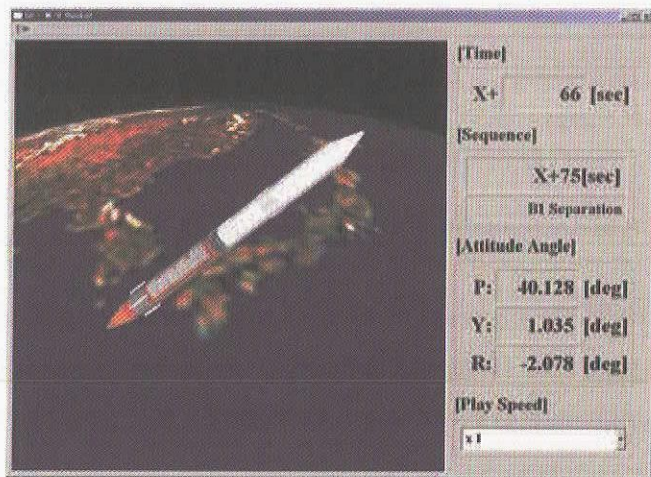 [Time]
X+ 66 [sec]
[Sequence]
X+75[sec]
B1 Separation
[Attitude Angle]
P: 40.128 [deg]
Y: 1.035 [deg]
R: -2.078 [deg]
[Play Speed]
x 1